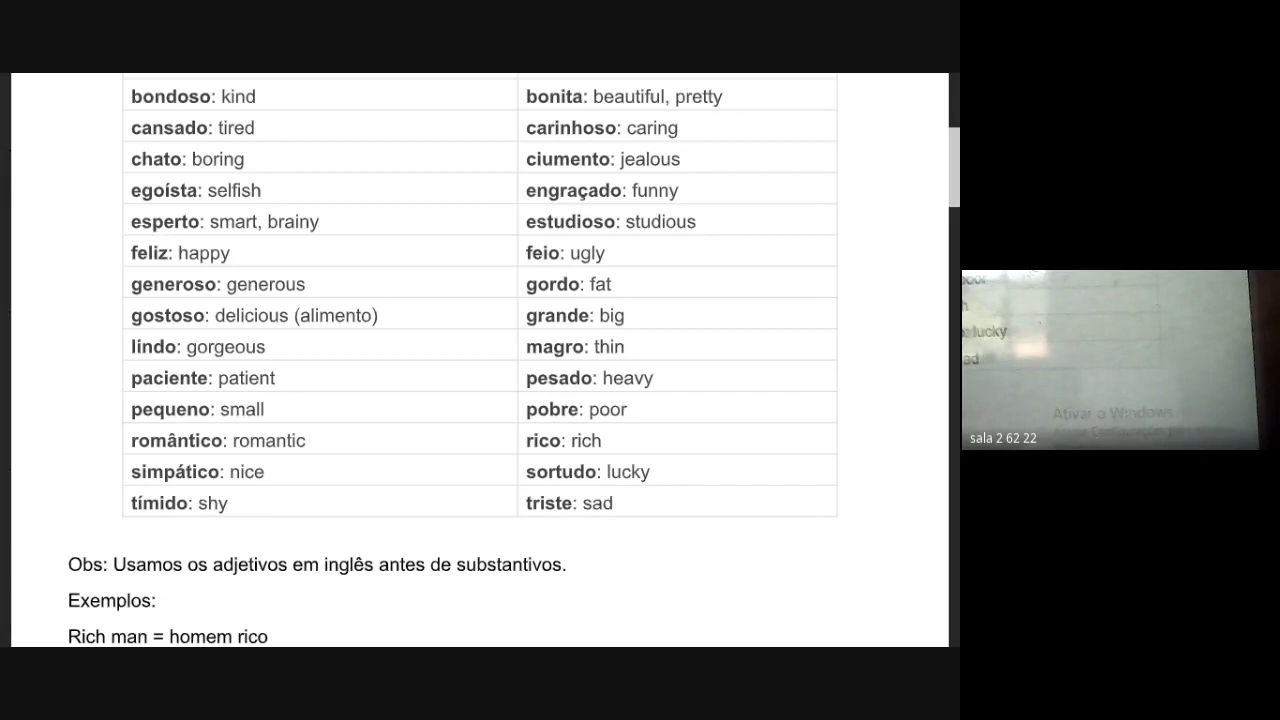 bondoso: kind
bonita: beautiful, pretty
cansado: tired
carinhoso: caring
chato: boring
ciumento: jealous
egoísta: selfish
engraçado: funny
esperto: smart, brainy
estudioso: studious
feliz: happy
feio: ugly
generoso: generous
gordo: fat
gostoso: delicious (alimento)
grande: big
lindo: gorgeous
magro: thin
paciente: patient
pesado: heavy
pequeno: small
pobre: poor
romântico: romantic
rico: rich
simpático: nice
sortudo: lucky
tímido: shy
triste: sad
Obs: Usamos os adjetivos em inglês antes de substantivos.
Exemplos:
Rich man = homem rico
lucky
Ativar o Windows
sala 2 62 22